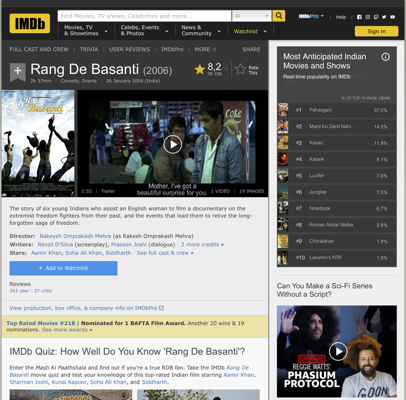 IMDb
Find Movies, TV shows, Celebrities and more...
All
IMDbPro
Help
Movies, TV
& Showtimes
Celebs, Events
& Photos
News &
Community
Watchlist
Sign in
FULL CAST AND CREW | TRIVIA | USER REVIEWS | IMDbPro | MORE
SHARE
Rang De Basanti (2006)
8,2
Rate
This
2h 37min | Comedy, Drama | 26 January 2006 (India)
Rang De
Basanti
Mother, I've got a
beautiful surprise for you.
1:55 | Trailer
1 VIDEO | 19 IMAGES
The story of six young Indians who assist an English woman to film a documentary on the
extremist freedom fighters from their past, and the events that lead them to relive the long-
forgotten saga of freedom.
Director: Rakeysh Omprakash Mehra (as Rakesh Omprakash Mehra)
Writers: Renzil D'Silva (screenplay), Prasoon Joshi (dialogue) | 2 more credits »
Stars: Aamir Khan, Soha Ali Khan, Siddharth | See full cast & crew »
+ Add to Watchlist
Reviews
343 user | 37 critic
View production, box office, & company info on IMDbPro
Top Rated Movies #218 | Nominated for 1 BAFTA Film Award. Another 20 wins & 19
nominations. See more awards »
IMDb Quiz: How Well Do You Know 'Rang De Basanti'?
Enter the Masti Ki Paathshala and find out if you're a true RDB fan. Take the IMDb Rang De
Basanti movie quiz and test your knowledge of this top-rated Indian film starring Aamir Khan,
Sharman Joshi, Kunal Kapoor, Soha Ali Khan, and Siddharth.
Most Anticipated Indian
Movies and Shows
Real-time popularity on IMDb
% OF TOP 10 PAGE VIEWS
#1 Paharganj 37.5%
#2 Mard Ko Dard Nahi... 14.2%
#3 Kesari 11.9%
#4 Kalank 8.1%
#5 Lucifer 7.8%
#6 Junglee 7.5%
#7 Notebook 6.7%
#8 Romeo Akbar Walter 2.8%
#9 Chitralahari 1.9%
#10 Lakshmi's NTR 1.6%
Can You Make a Sci-Fi Series
Without a Script?
REGGIE WATTS'
PHASIUM
PROTOCOL